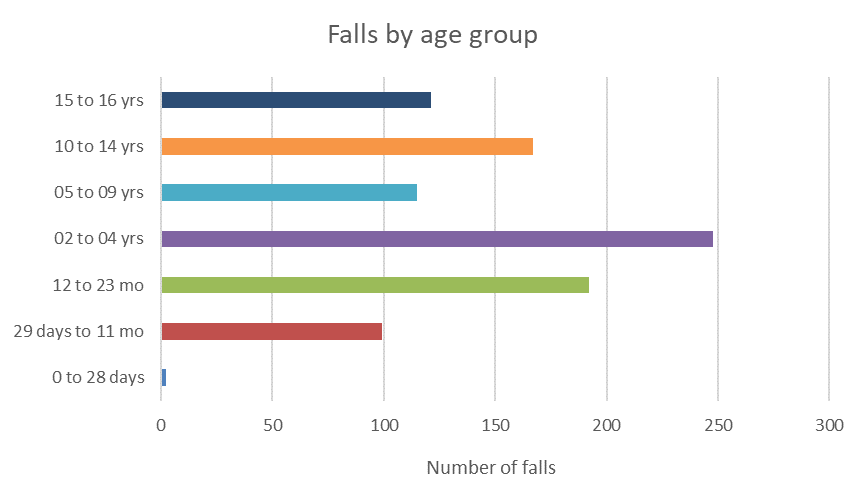 Falls by age group
15 to 16 yrs
10 to 14 yrs
05 to 09 yrs
02 to 04 yrs
12 to 23 mo
29 days to 11 mo
0 to 28 days
0 50 100 150 200 250 300
Number of falls